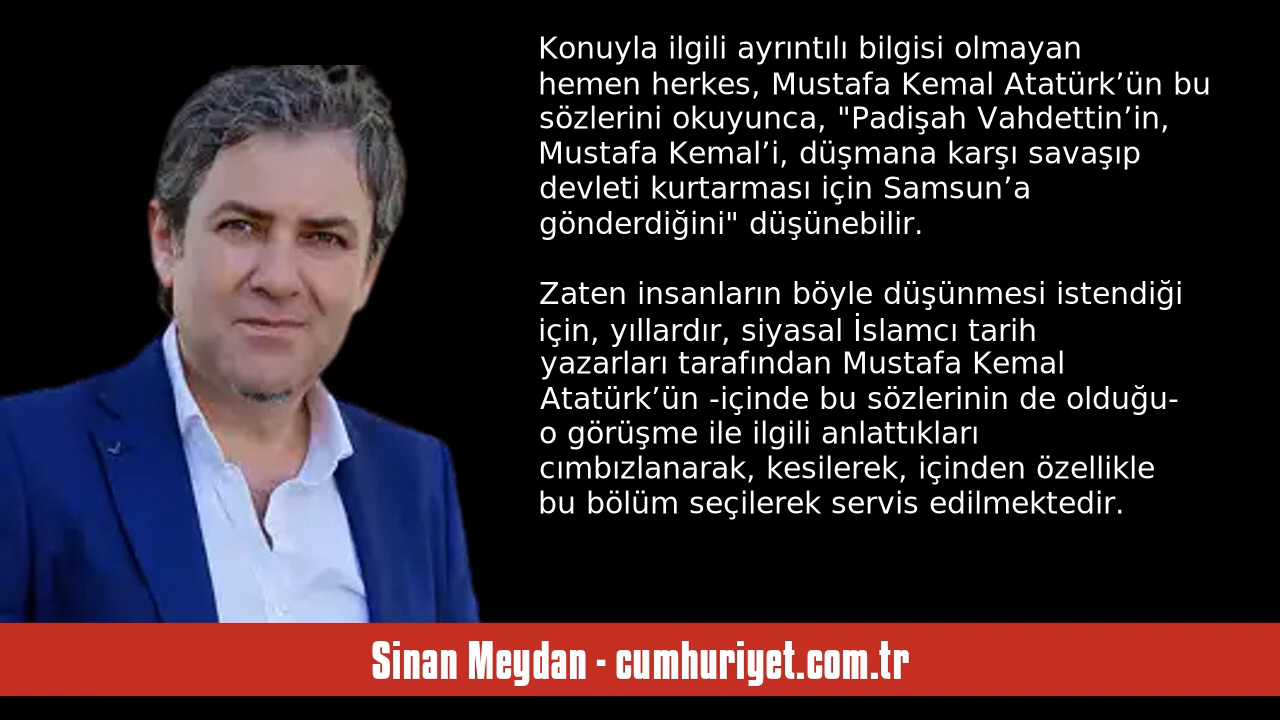 Konuyla ilgili ayrıntılı bilgisi olmayan
hemen herkes, Mustafa Kemal Atatürk’ün bu
sözlerini okuyunca, "Padişah Vahdettin’in,
Mustafa Kemal’i, düşmana karşı savaşıp
devleti kurtarması için Samsun’a
gönderdiğini" düşünebilir.
Zaten insanların böyle düşünmesi istendiği
için, yıllardır, siyasal İslamcı tarih
yazarları tarafından Mustafa Kemal
Atatürk’ün -içinde bu sözlerinin de olduğu-
o görüşme ile ilgili anlattıkları
cımbızlanarak, kesilerek, içinden özellikle
bu bölüm seçilerek servis edilmektedir.
Sinan Meydan - cumhuriyet.com.tr